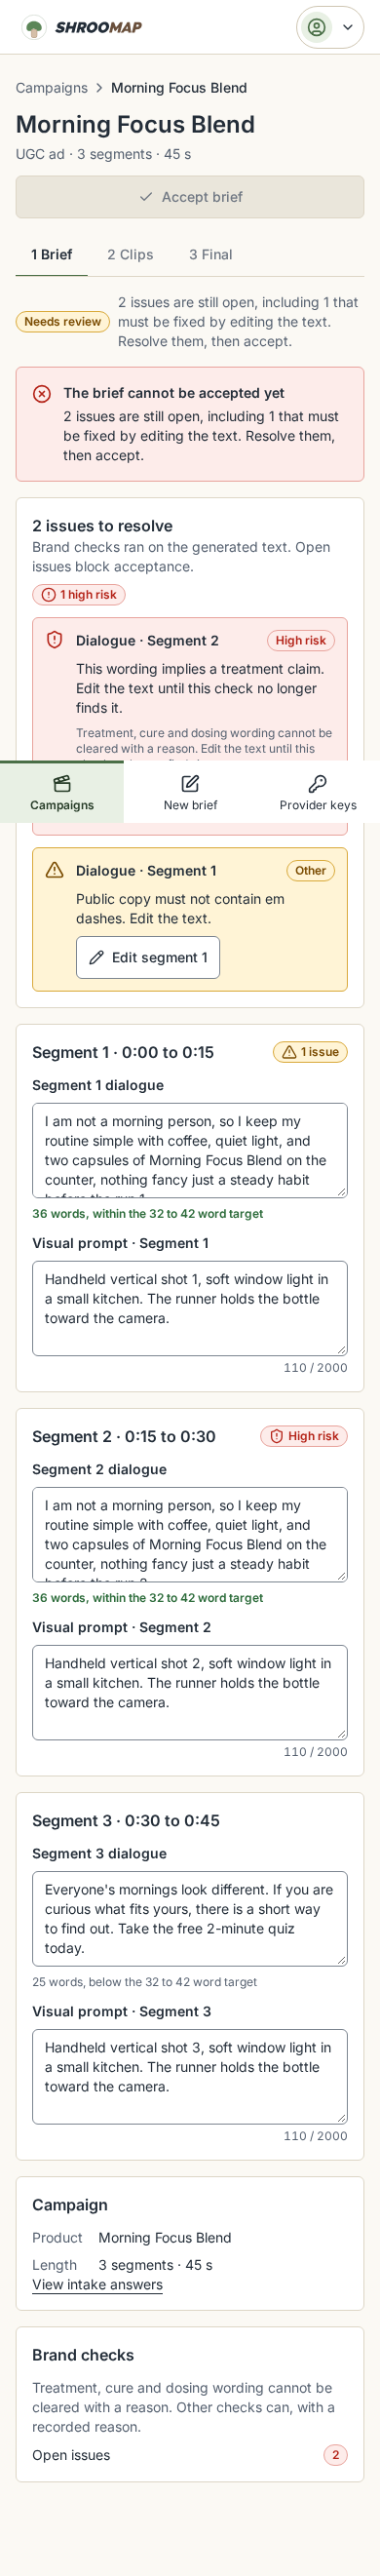 SHROOMAP
Campaigns > Morning Focus Blend
Morning Focus Blend
UGC ad · 3 segments · 45 s
Accept brief
1 Brief 2 Clips 3 Final
Needs review
2 issues are still open, including 1 that
must be fixed by editing the text.
Resolve them, then accept.
The brief cannot be accepted yet
2 issues are still open, including 1 that must
be fixed by editing the text. Resolve them,
then accept.
2 issues to resolve
Brand checks ran on the generated text. Open
issues block acceptance.
1 high risk
Dialogue · Segment 2 High risk
This wording implies a treatment claim.
Edit the text until this check no longer
finds it.
Treatment, cure and dosing wording cannot be
cleared with a reason. Edit the text until this
Campaigns New brief Provider keys
Dialogue · Segment 1 Other
Public copy must not contain em
dashes. Edit the text.
Edit segment 1
Segment 1 · 0:00 to 0:15 1 issue
Segment 1 dialogue
I am not a morning person, so I keep my
routine simple with coffee, quiet light, and
two capsules of Morning Focus Blend on the
counter, nothing fancy just a steady habit
before the run 1
36 words, within the 32 to 42 word target
Visual prompt · Segment 1
Handheld vertical shot 1, soft window light in
a small kitchen. The runner holds the bottle
toward the camera.
110 / 2000
Segment 2 · 0:15 to 0:30 High risk
Segment 2 dialogue
I am not a morning person, so I keep my
routine simple with coffee, quiet light, and
two capsules of Morning Focus Blend on the
counter, nothing fancy just a steady habit
before the run 2
36 words, within the 32 to 42 word target
Visual prompt · Segment 2
Handheld vertical shot 2, soft window light in
a small kitchen. The runner holds the bottle
toward the camera.
110 / 2000
Segment 3 · 0:30 to 0:45
Segment 3 dialogue
Everyone's mornings look different. If you are
curious what fits yours, there is a short way
to find out. Take the free 2-minute quiz
today.
25 words, below the 32 to 42 word target
Visual prompt · Segment 3
Handheld vertical shot 3, soft window light in
a small kitchen. The runner holds the bottle
toward the camera.
110 / 2000
Campaign
Product Morning Focus Blend
Length 3 segments · 45 s
View intake answers
Brand checks
Treatment, cure and dosing wording cannot be
cleared with a reason. Other checks can, with a
recorded reason.
Open issues 2